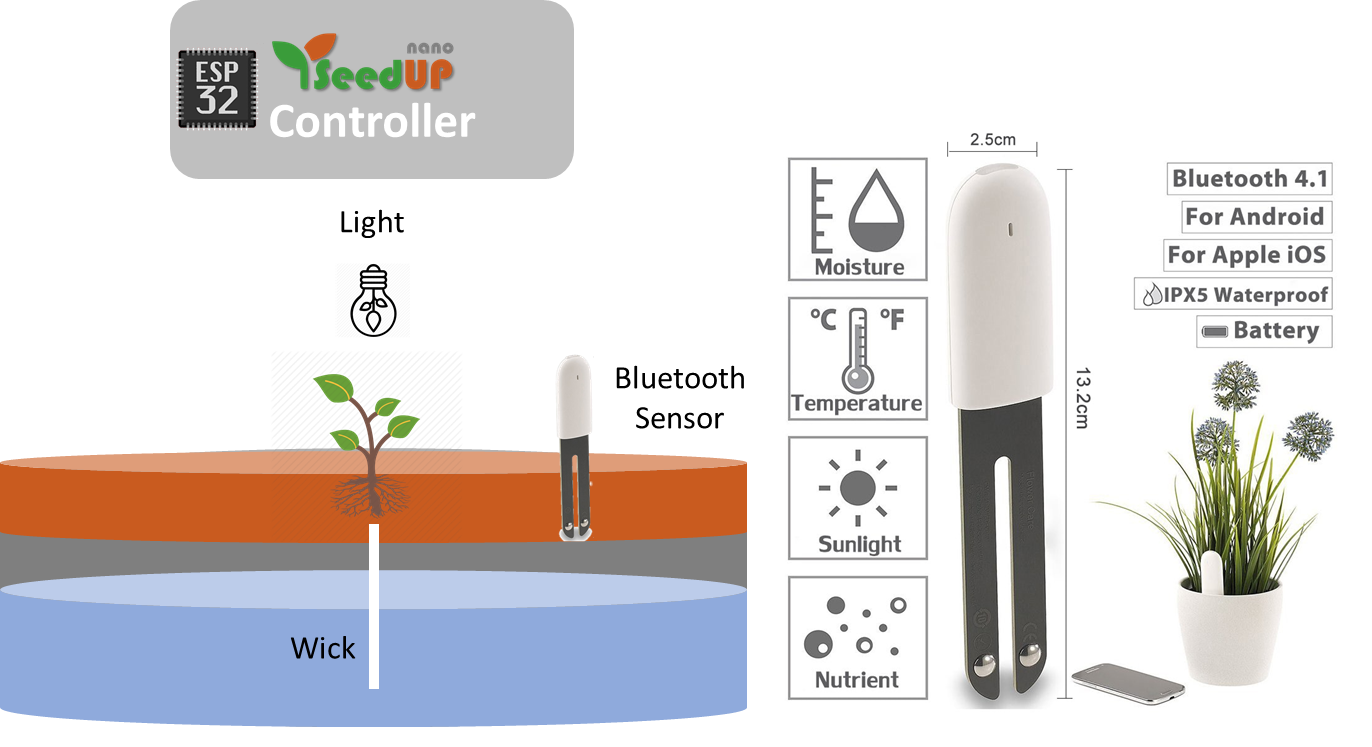 ESP
32
nano
SeedUP
Controller
Light
Bluetooth
Sensor
Wick
2.5cm
13.2cm
Moisture
°C °F
Temperature
Sunlight
Nutrient
Bluetooth 4.1
For Android
For Apple iOS
IPX5 Waterproof
Battery